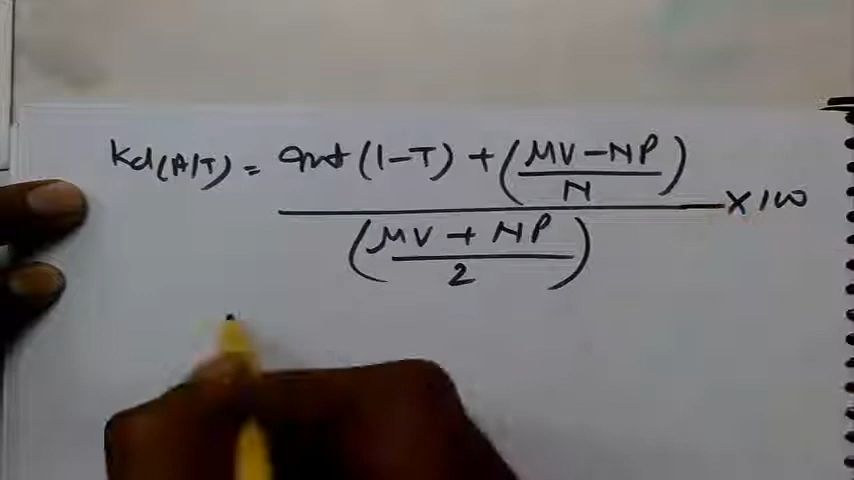 Kd(A/T) = Int (1-T) + (MV - NP / N) / (MV + NP / 2) × 100